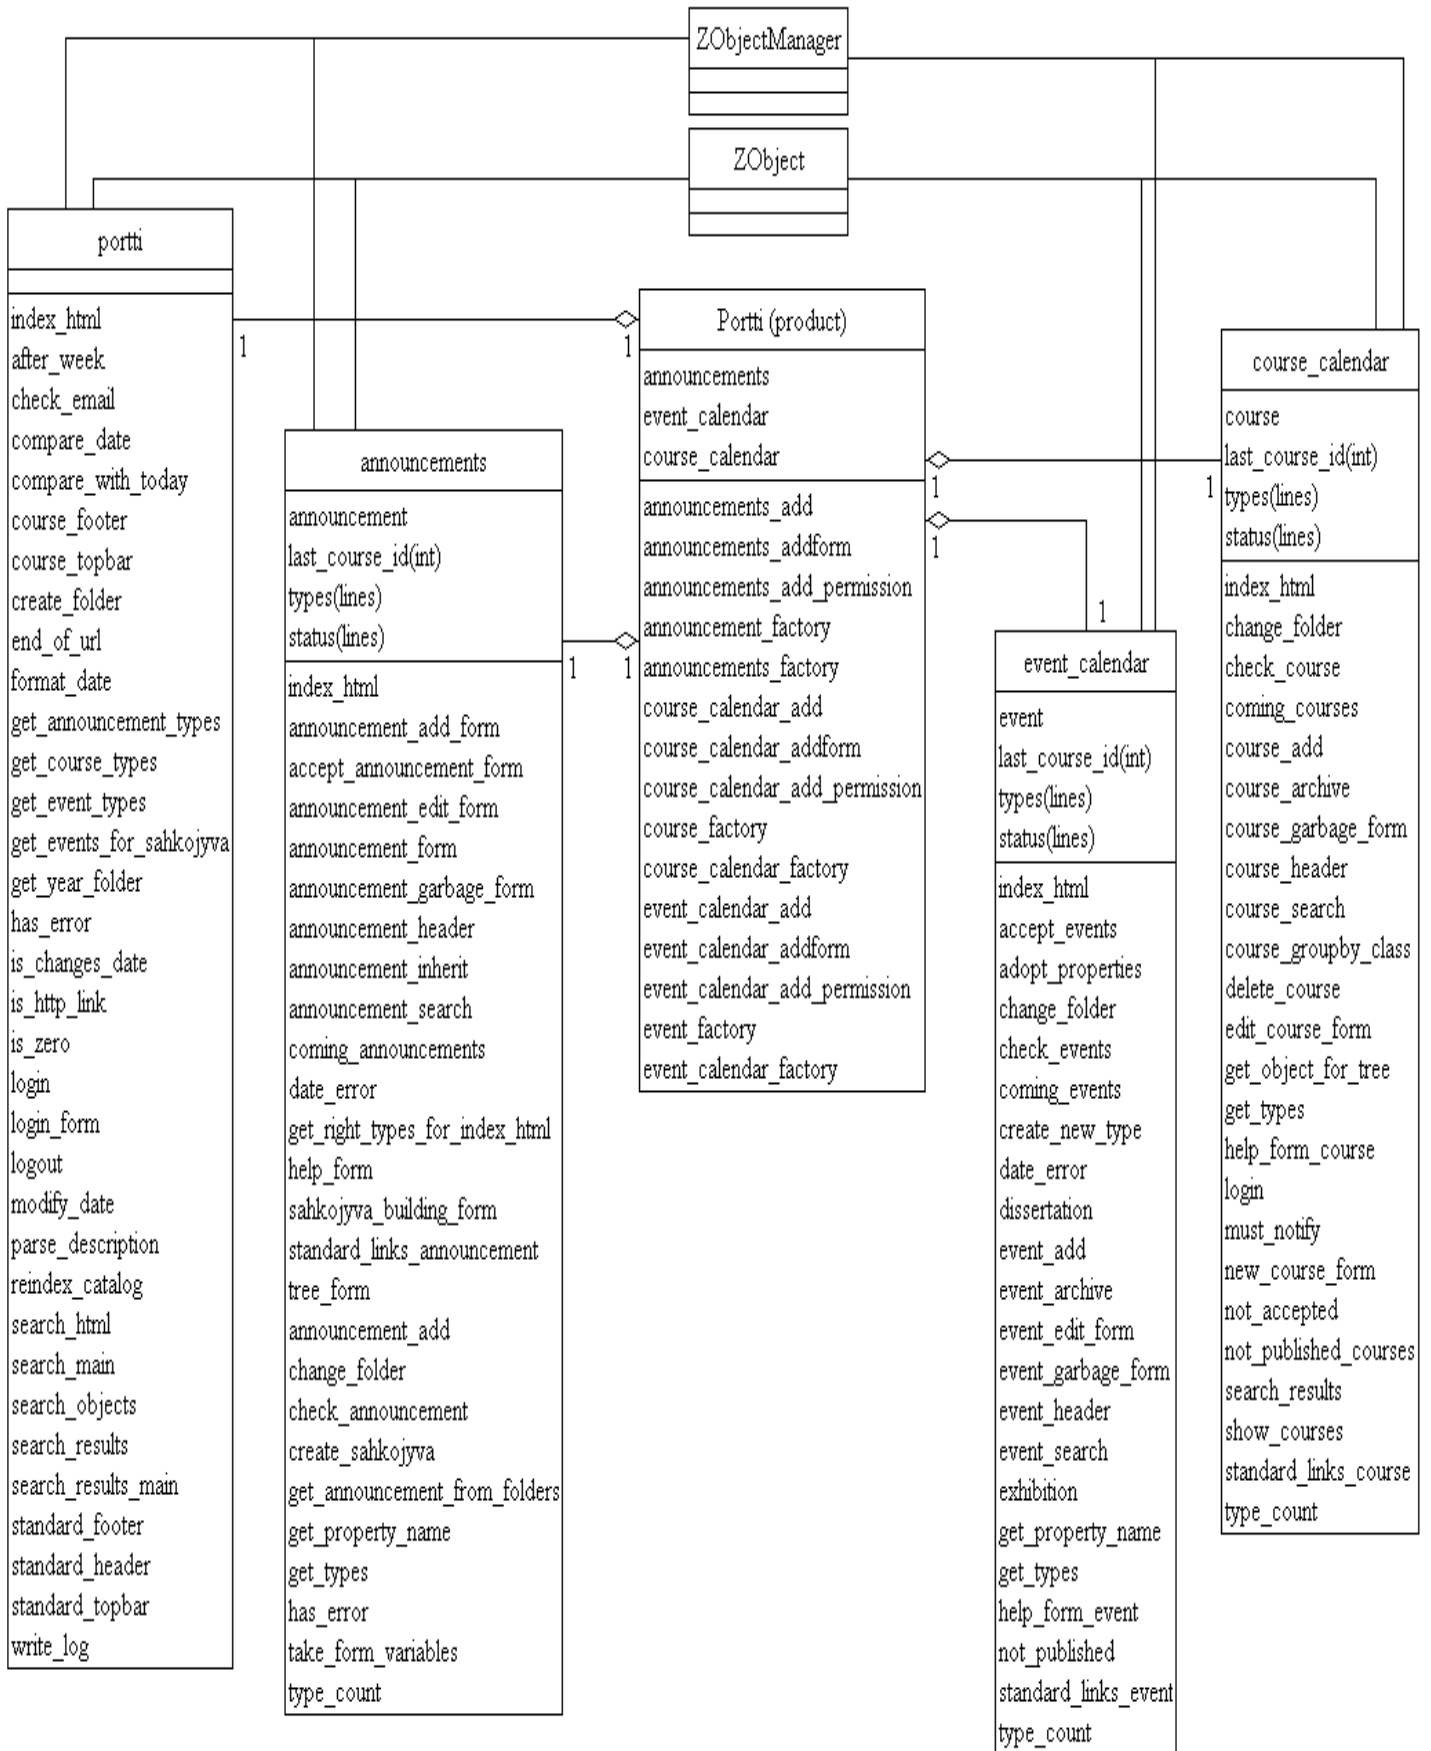 ZObjectManager
ZObject
portti
index_html
after_week
check_email
compare_date
compare_with_today
course_footer
course_topbar
create_folder
end_of_url
format_date
get_announcement_types
get_course_types
get_event_types
get_events_for_sahkojyva
get_year_folder
has_error
is_changes_date
is_http_link
is_zero
login
login_form
logout
modify_date
parse_description
reindex_catalog
search_html
search_main
search_objects
search_results
search_results_main
standard_footer
standard_header
standard_topbar
write_log
1
1
announcements
announcement
last_course_id(int)
types(lines)
status(lines)
index_html
announcement_add_form
accept_announcement_form
announcement_edit_form
announcement_form
announcement_garbage_form
announcement_header
announcement_inherit
announcement_search
coming_announcements
date_error
get_right_types_for_index_html
help_form
sahkojyva_building_form
standard_links_announcement
tree_form
announcement_add
change_folder
check_announcement
create_sahkojyva
get_announcement_from_folders
get_property_name
get_types
has_error
take_form_variables
type_count
1
1
Portti (product)
announcements
event_calendar
course_calendar
announcements_add
announcements_addform
announcements_add_permission
announcement_factory
announcements_factory
course_calendar_add
course_calendar_addform
course_calendar_add_permission
course_factory
course_calendar_factory
event_calendar_add
event_calendar_addform
event_calendar_add_permission
event_factory
event_calendar_factory
1
1
1
1
event_calendar
event
last_course_id(int)
types(lines)
status(lines)
index_html
accept_events
adopt_properties
change_folder
check_events
coming_events
create_new_type
date_error
dissertation
event_add
event_archive
event_edit_form
event_garbage_form
event_header
event_search
exhibition
get_property_name
get_types
help_form_event
not_published
standard_links_event
type_count
course_calendar
course
last_course_id(int)
types(lines)
status(lines)
index_html
change_folder
check_course
coming_courses
course_add
course_archive
course_garbage_form
course_header
course_search
course_groupby_class
delete_course
edit_course_form
get_object_for_tree
get_types
help_form_course
login
must_notify
new_course_form
not_accepted
not_published_courses
search_results
show_courses
standard_links_course
type_count